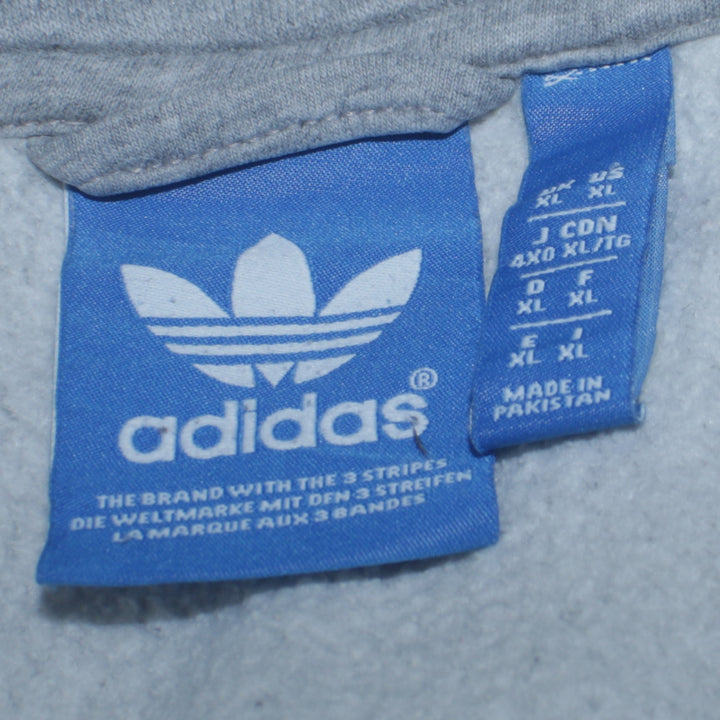 adidas®
THE BRAND WITH THE 3 STRIPES
DIE WELTMARKE MIT DEN 3 STREIFEN
LA MARQUE AUX 3 BANDES
UK US
XL XL
J CDN
4XO XL/TG
D F
XL XL
E I
XL XL
MADE IN
PAKISTAN